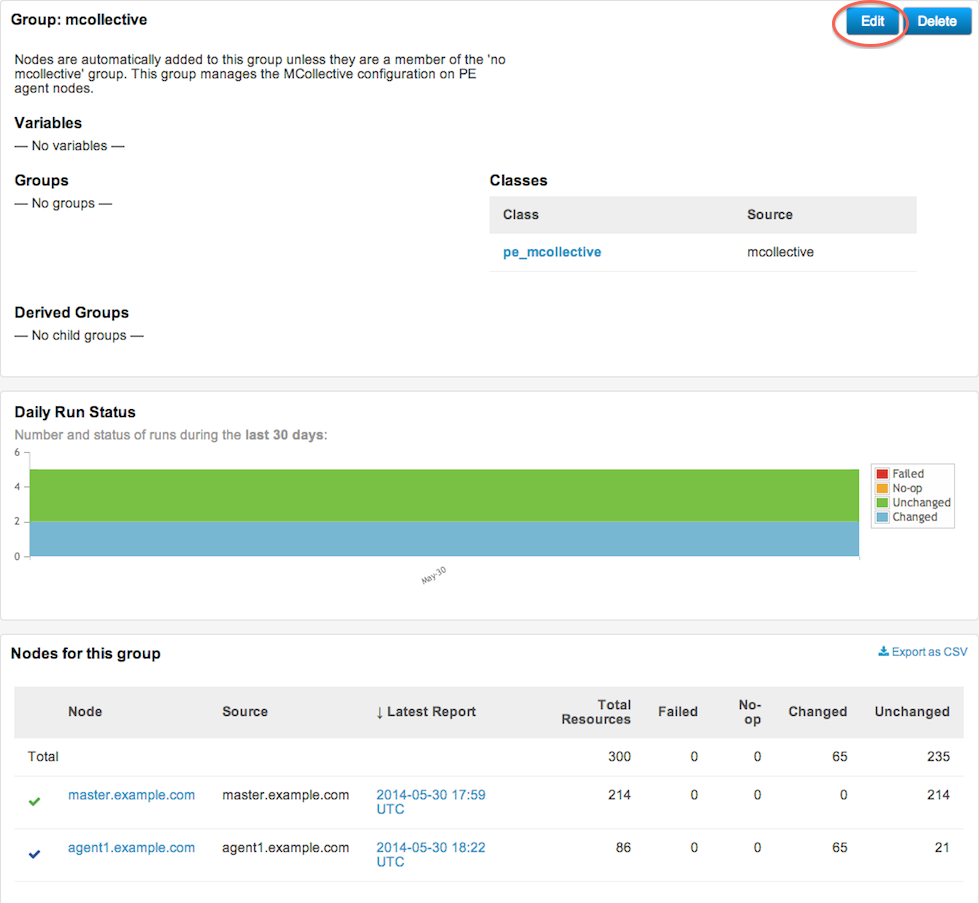 Group: mcollective
Edit
Delete
Nodes are automatically added to this group unless they are a member of the 'no
mcollective' group. This group manages the MCollective configuration on PE
agent nodes.
Variables
— No variables —
Groups
— No groups —
Classes
Class Source
pe_mcollective mcollective
Derived Groups
— No child groups —
Daily Run Status
Number and status of runs during the last 30 days:
6
4
2
0
May-30
Failed
No-op
Unchanged
Changed
Nodes for this group
Export as CSV
Node Source ↓ Latest Report Total Resources Failed No-op Changed Unchanged
Total 300 0 0 65 235
master.example.com master.example.com 2014-05-30 17:59 UTC 214 0 0 0 214
agent1.example.com agent1.example.com 2014-05-30 18:22 UTC 86 0 0 65 21